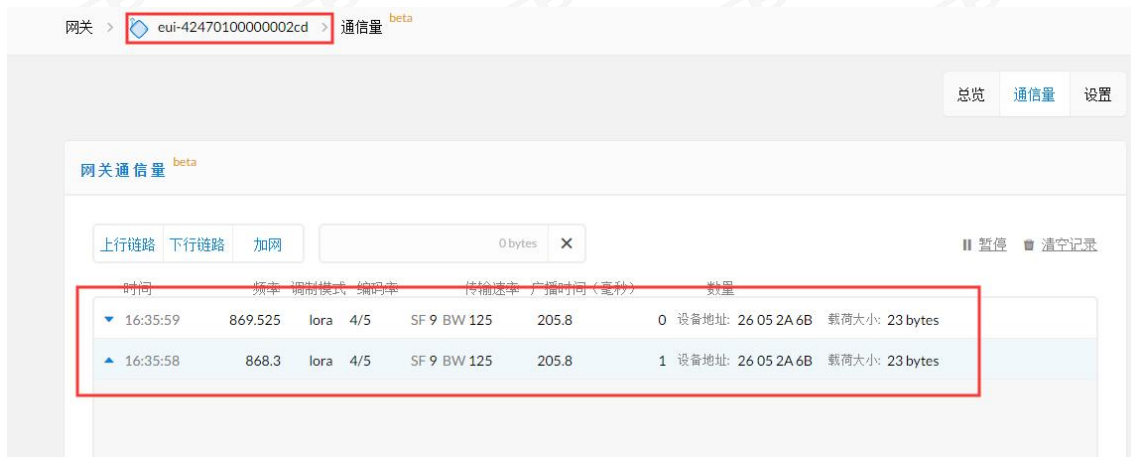 网关 > eui-42470100000002cd > 通信量 beta
总览 通信量 设置
网关通信量 beta
上行链路 下行链路 加网 0 bytes × 暂停 清空记录
时间 频率 调制模式 编码率 传输速率 广播时间（毫秒） 数量
16:35:59 869.525 lora 4/5 SF 9 BW 125 205.8 0 设备地址: 26 05 2A 6B 载荷大小: 23 bytes
16:35:58 868.3 lora 4/5 SF 9 BW 125 205.8 1 设备地址: 26 05 2A 6B 载荷大小: 23 bytes